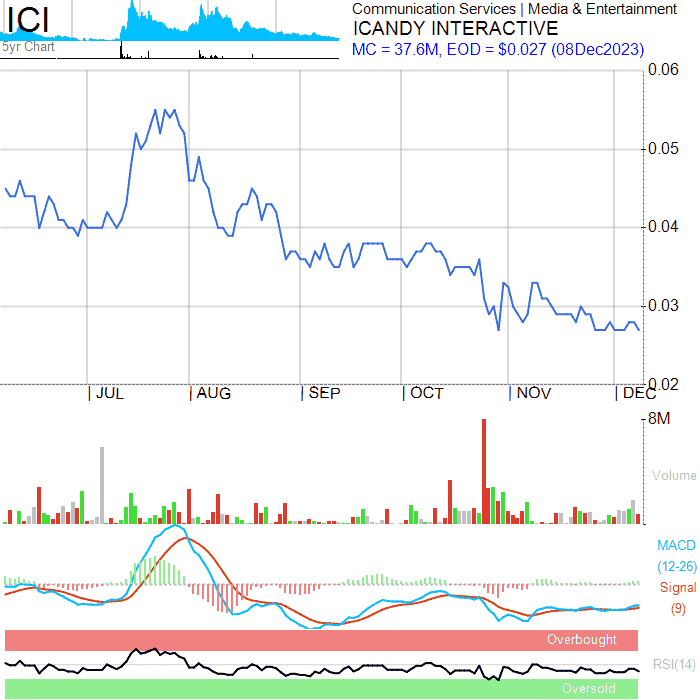 ICI
5yr Chart
Communication Services | Media & Entertainment
ICANDY INTERACTIVE
MC = 37.6M, EOD = $0.027 (08Dec2023)
0.06
0.05
0.04
0.03
0.02
JUL AUG SEP OCT NOV DEC
8M
Volume
MACD
(12-26)
Signal
(9)
Overbought
RSI(14)
Oversold